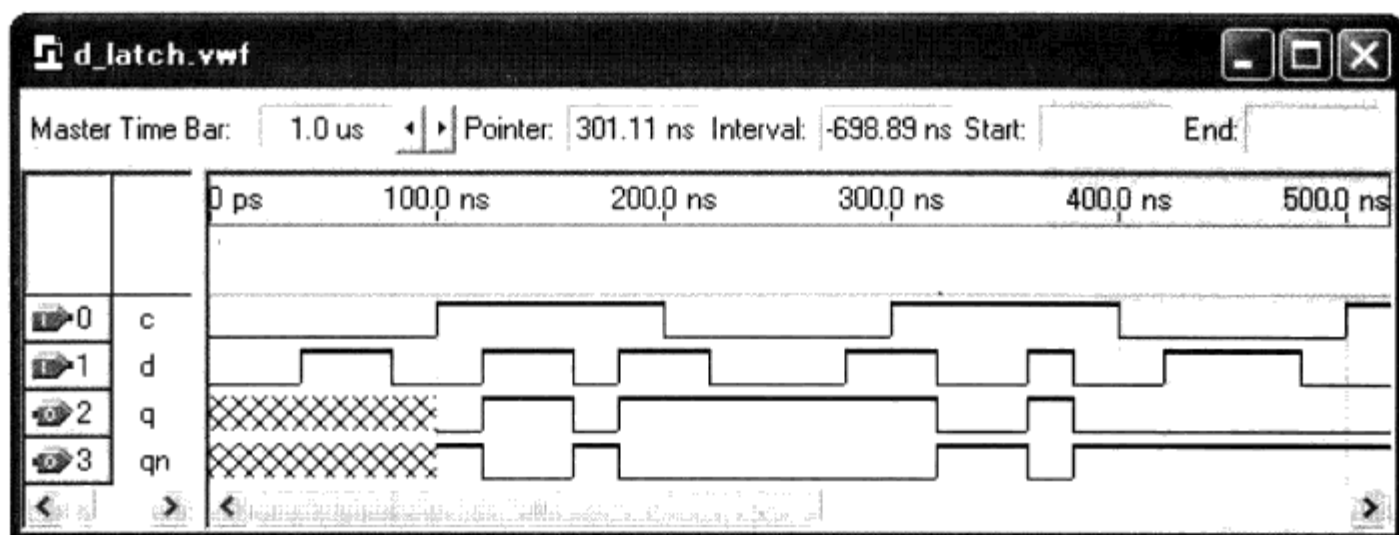 d_latch.vwf
Master Time Bar: 1.0 us Pointer: 301.11 ns Interval: -698.89 ns Start: End:
0 ps 100.0 ns 200.0 ns 300.0 ns 400.0 ns 500.0 ns
0 c
1 d
2 q
3 qn